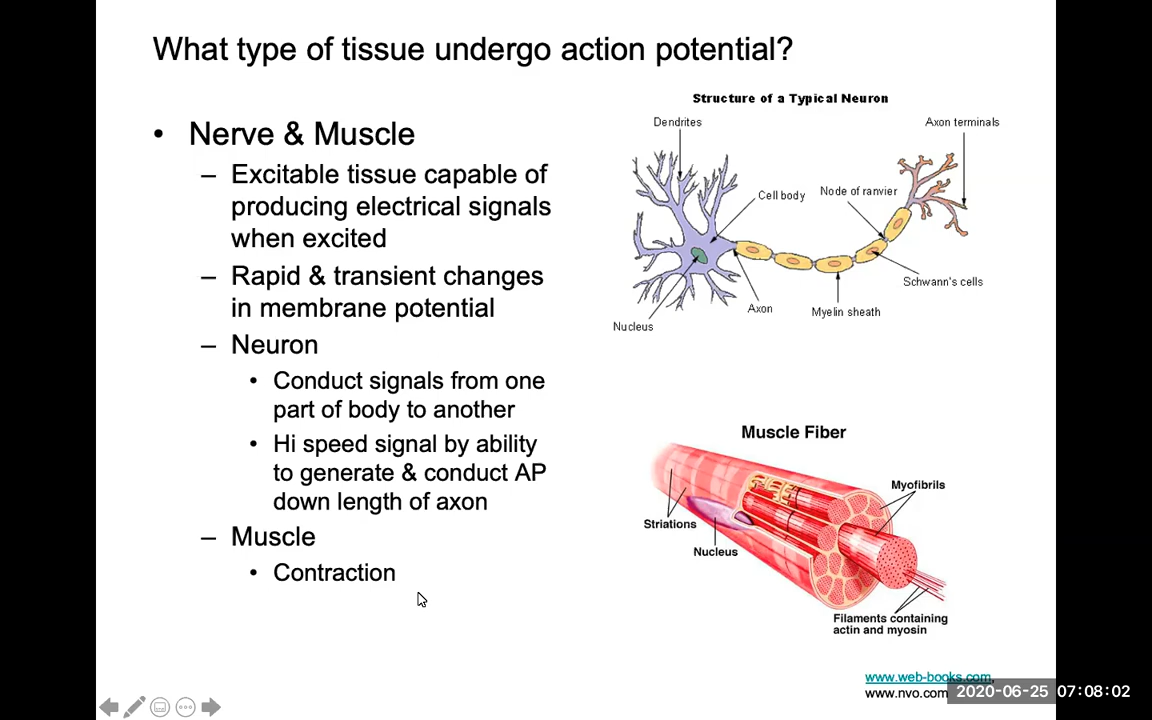 What type of tissue undergo action potential?
• Nerve & Muscle
– Excitable tissue capable of
producing electrical signals
when excited
– Rapid & transient changes
in membrane potential
– Neuron
• Conduct signals from one
part of body to another
• Hi speed signal by ability
to generate & conduct AP
down length of axon
– Muscle
• Contraction
Structure of a Typical Neuron
Dendrites
Axon terminals
Cell body
Node of ranvier
Schwann's cells
Axon
Myelin sheath
Nucleus
Muscle Fiber
Myofibrils
Striations
Nucleus
Filaments containing
actin and myosin
www.web-books.com,
www.nvo.com
2020-06-25 07:08:02